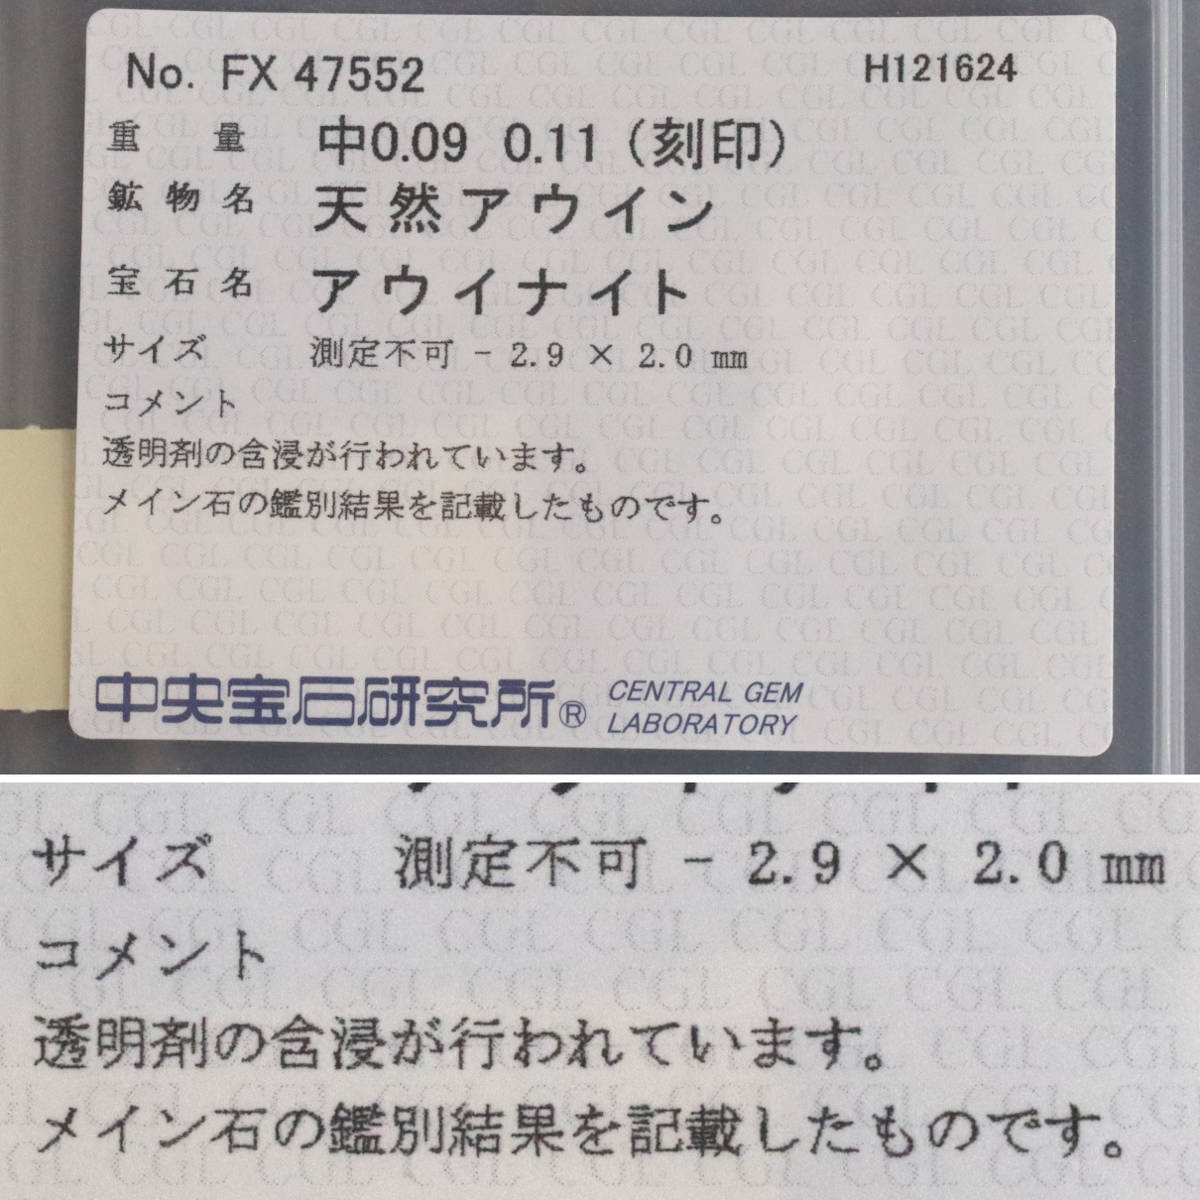 No. FX 47552 H121624
重量 中0.09 0.11 (刻印)
鉱物名 天然アウイン
宝石名 アウイナイト
サイズ 測定不可 - 2.9 × 2.0 mm
コメント
透明剤の含浸が行われています。
メイン石の鑑別結果を記載したものです。
中央宝石研究所® CENTRAL GEM
LABORATORY
サイズ 測定不可 - 2.9 × 2.0 mm
コメント
透明剤の含浸が行われています。
メイン石の鑑別結果を記載したものです。